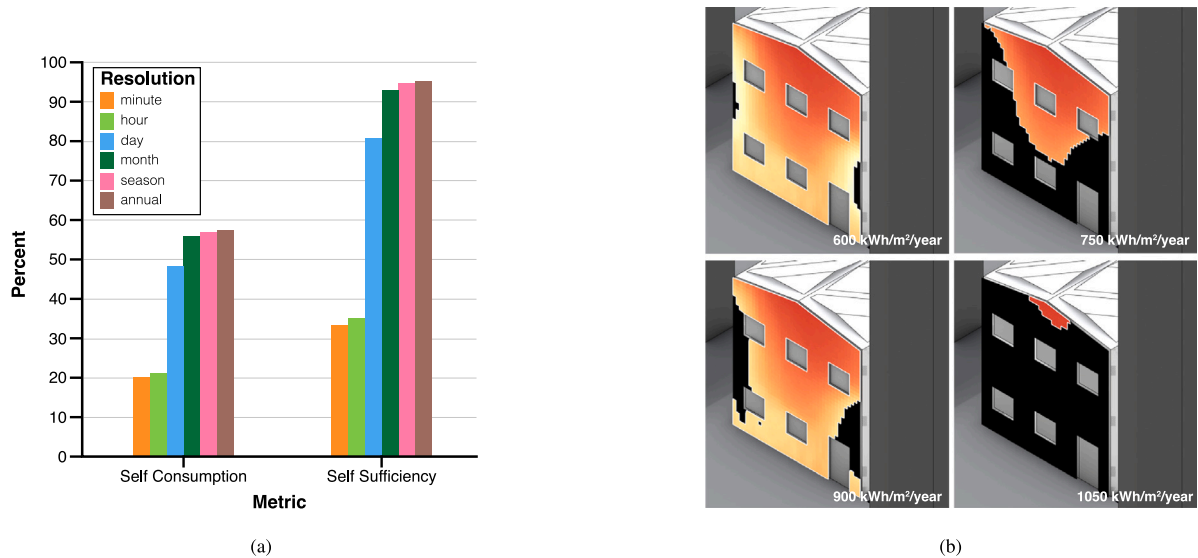 100
90
80
70
60
50
40
30
20
10
0
Percent
Resolution
minute
hour
day
month
season
annual
Self Consumption
Self Sufficiency
Metric
(a)
600 kWh/m²/year
750 kWh/m²/year
900 kWh/m²/year
1050 kWh/m²/year
(b)